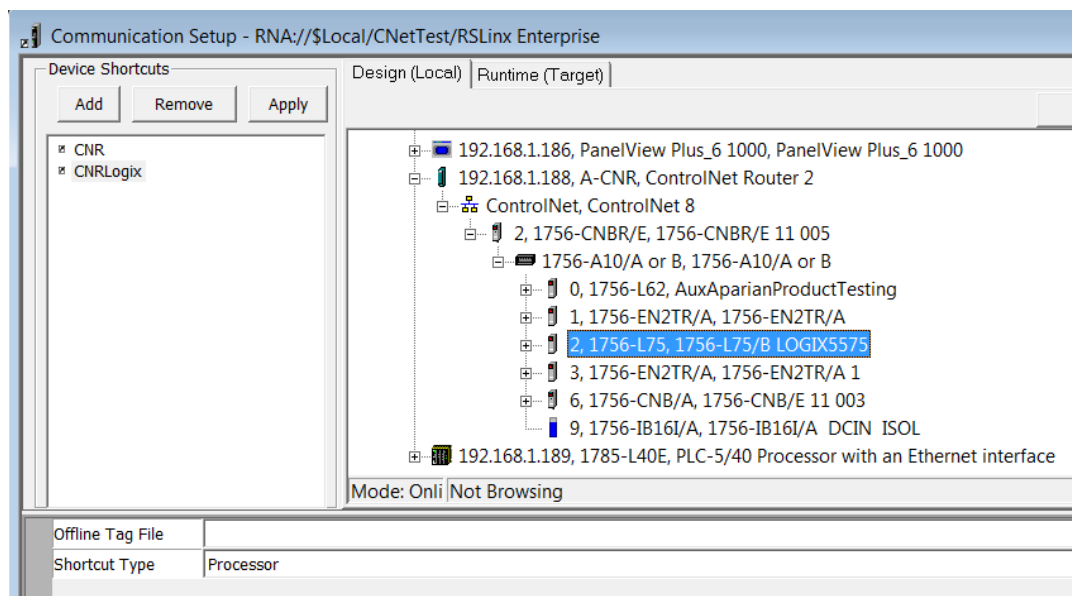 Communication Setup - RNA://$Local/CNetTest/RSLinx Enterprise
Device Shortcuts
Add Remove Apply
CNR
CNRLogix
Design (Local) Runtime (Target)
192.168.1.186, PanelView Plus_6 1000, PanelView Plus_6 1000
192.168.1.188, A-CNR, ControlNet Router 2
ControlNet, ControlNet 8
2, 1756-CNBR/E, 1756-CNBR/E 11 005
1756-A10/A or B, 1756-A10/A or B
0, 1756-L62, AuxAparianProductTesting
1, 1756-EN2TR/A, 1756-EN2TR/A
2, 1756-L75, 1756-L75/B LOGIX5575
3, 1756-EN2TR/A, 1756-EN2TR/A 1
6, 1756-CNB/A, 1756-CNB/E 11 003
9, 1756-IB16I/A, 1756-IB16I/A DCIN ISOL
192.168.1.189, 1785-L40E, PLC-5/40 Processor with an Ethernet interface
Mode: Onli Not Browsing
Offline Tag File
Shortcut Type Processor